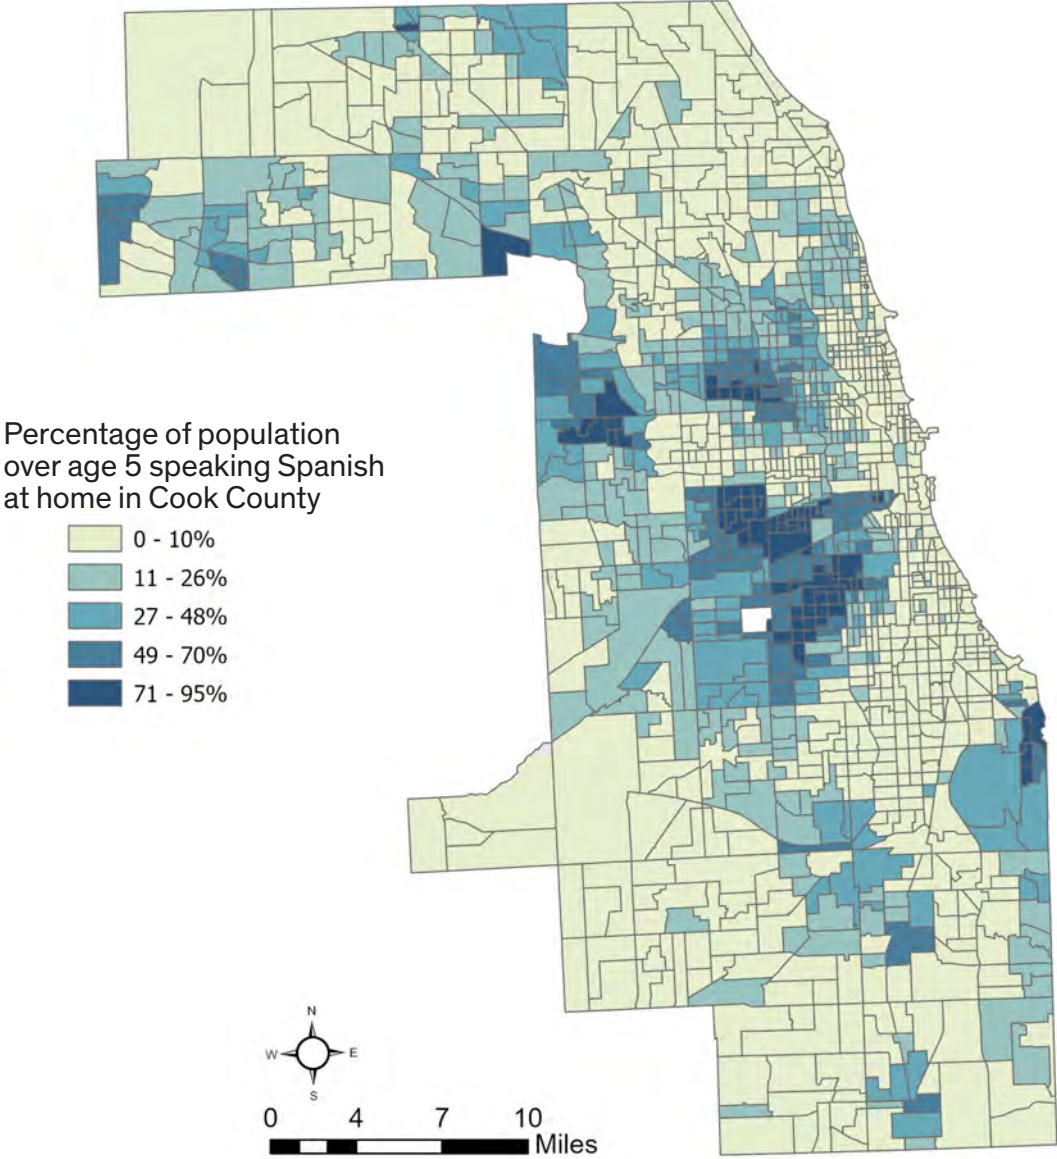 Percentage of population
over age 5 speaking Spanish
at home in Cook County
0 - 10%
11 - 26%
27 - 48%
49 - 70%
71 - 95%
N
W E
S
0 4 7 10
Miles